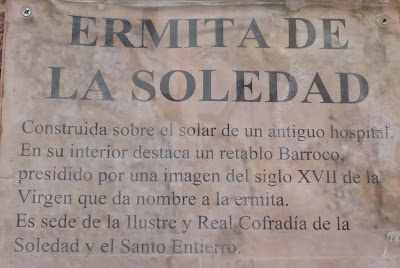 ERMITA DE
LA SOLEDAD
Construida sobre el solar de un antiguo hospital.
En su interior destaca un retablo Barroco,
presidido por una imagen del siglo XVII de la
Virgen que da nombre a la ermita.
Es sede de la Ilustre y Real Cofradía de la
Soledad y el Santo Entierro.